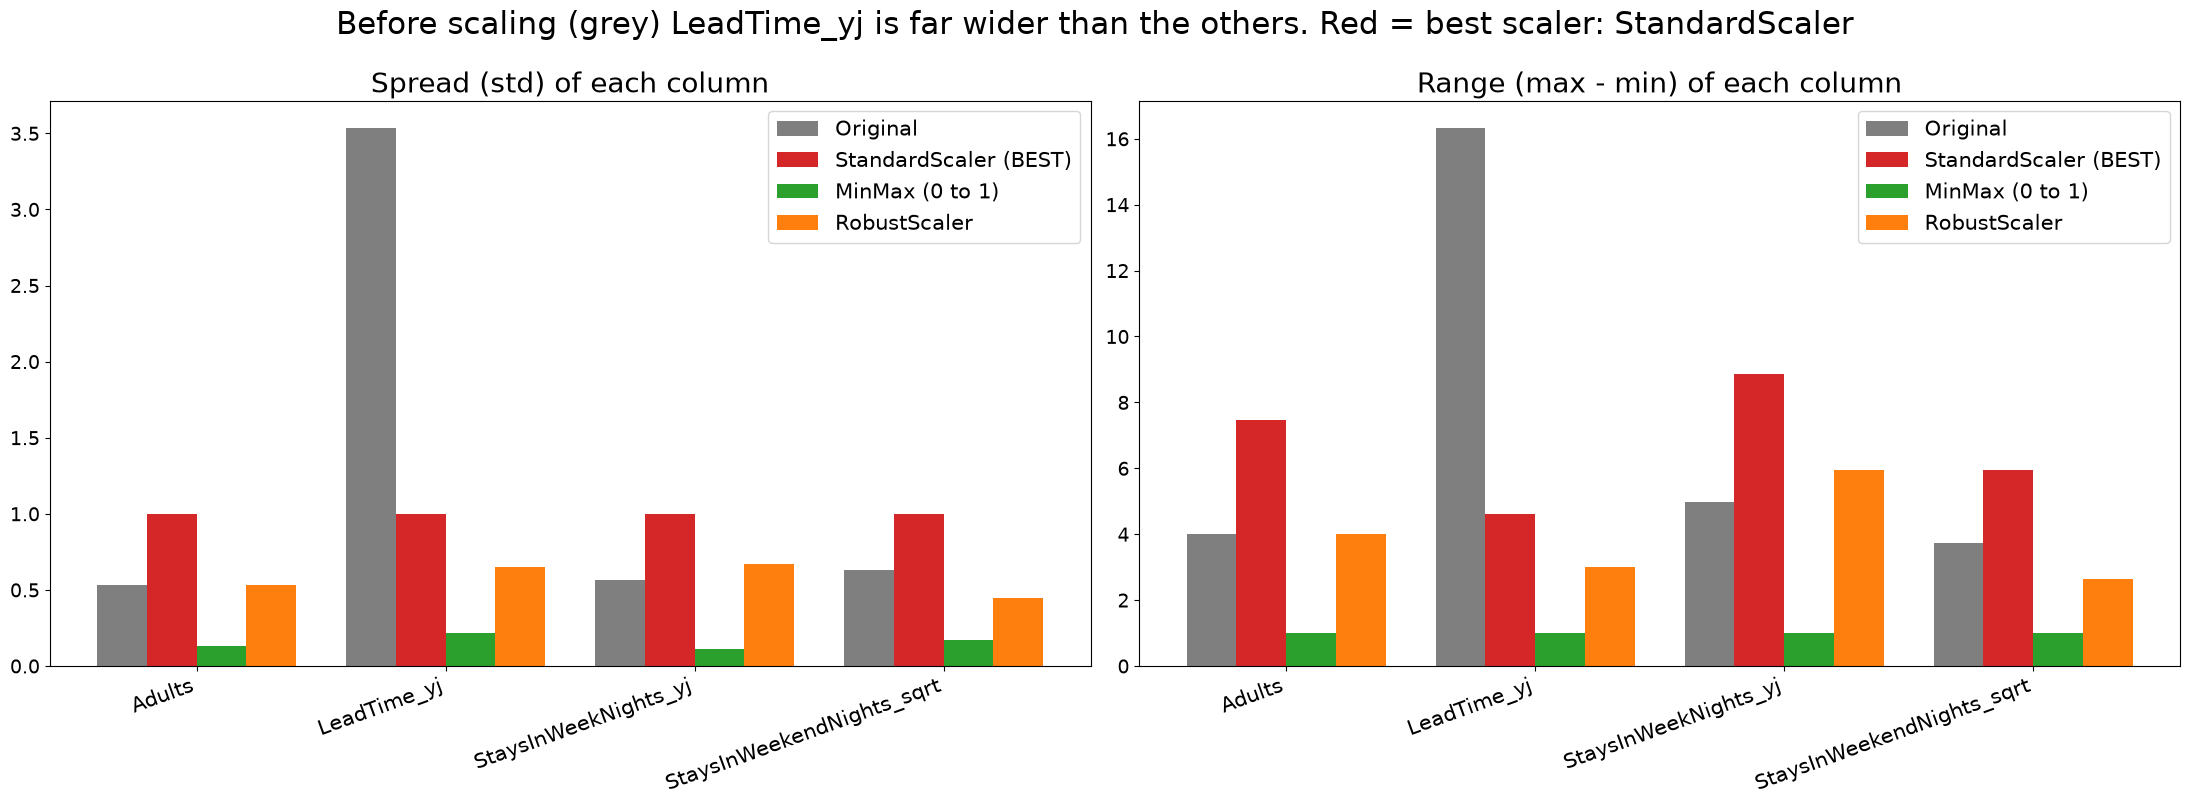 Before scaling (grey) LeadTime_yj is far wider than the others. Red = best scaler: StandardScaler
Spread (std) of each column
3.5
3.0
2.5
2.0
1.5
1.0
0.5
0.0
Original
StandardScaler (BEST)
MinMax (0 to 1)
RobustScaler
Adults
LeadTime_yj
StaysInWeekNights_yj
StaysInWeekendNights_sqrt
Range (max - min) of each column
16
14
12
10
8
6
4
2
0
Original
StandardScaler (BEST)
MinMax (0 to 1)
RobustScaler
Adults
LeadTime_yj
StaysInWeekNights_yj
StaysInWeekendNights_sqrt